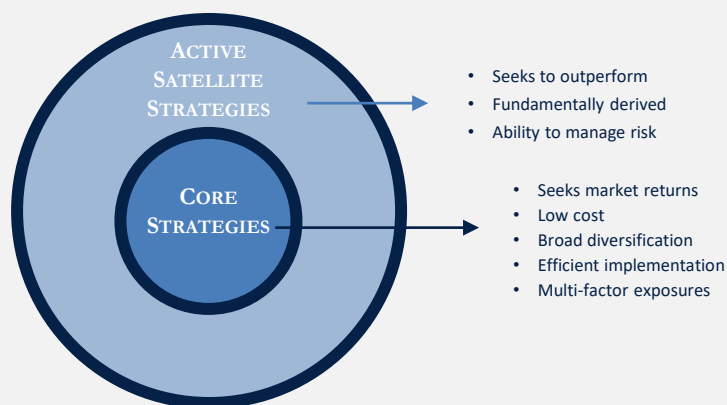 ACTIVE
SATELLITE
STRATEGIES
• Seeks to outperform
• Fundamentally derived
• Ability to manage risk
CORE
STRATEGIES
• Seeks market returns
• Low cost
• Broad diversification
• Efficient implementation
• Multi-factor exposures